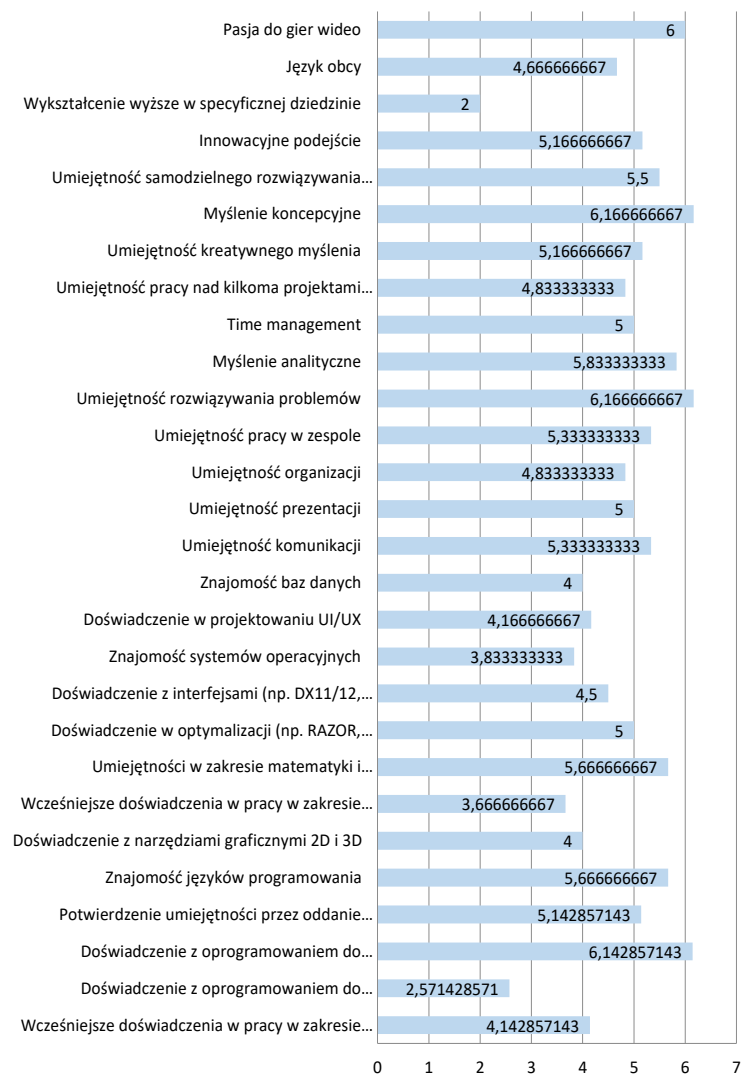 Pasja do gier wideo 6
Język obcy 4,666666667
Wykształcenie wyższe w specyficznej dziedzinie 2
Innowacyjne podejście 5,166666667
Umiejętność samodzielnego rozwiązywania... 5,5
Myślenie koncepcyjne 6,166666667
Umiejętność kreatywnego myślenia 5,166666667
Umiejętność pracy nad kilkoma projektami... 4,833333333
Time management 5
Myślenie analityczne 5,833333333
Umiejętność rozwiązywania problemów 6,166666667
Umiejętność pracy w zespole 5,333333333
Umiejętność organizacji 4,833333333
Umiejętność prezentacji 5
Umiejętność komunikacji 5,333333333
Znajomość baz danych 4
Doświadczenie w projektowaniu UI/UX 4,166666667
Znajomość systemów operacyjnych 3,833333333
Doświadczenie z interfejsami (np. DX11/12,... 4,5
Doświadczenie w optymalizacji (np. RAZOR,... 5
Umiejętności w zakresie matematyki i... 5,666666667
Wcześniejsze doświadczenia w pracy w zakresie... 3,666666667
Doświadczenie z narzędziami graficznymi 2D i 3D 4
Znajomość języków programowania 5,666666667
Potwierdzenie umiejętności przez oddanie... 5,142857143
Doświadczenie z oprogramowaniem do... 6,142857143
Doświadczenie z oprogramowaniem do... 2,571428571
Wcześniejsze doświadczenia w pracy w zakresie... 4,142857143
0 1 2 3 4 5 6 7